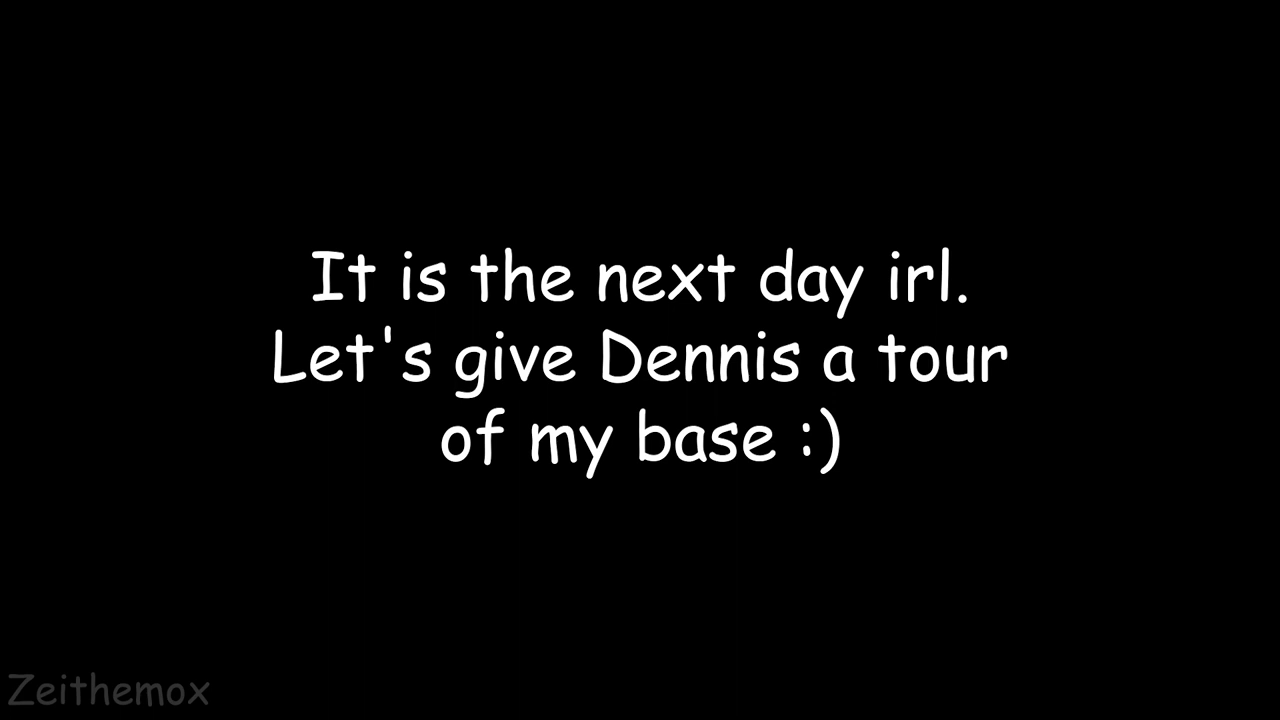 It is the next day irl.
Let's give Dennis a tour
of my base :)
Zeithemox